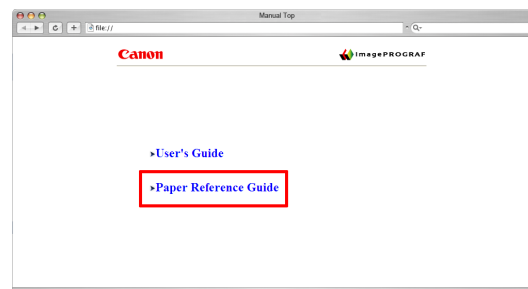 Manual Top
file://
Q-
Canon
imagePROGRAF
User's Guide
Paper Reference Guide